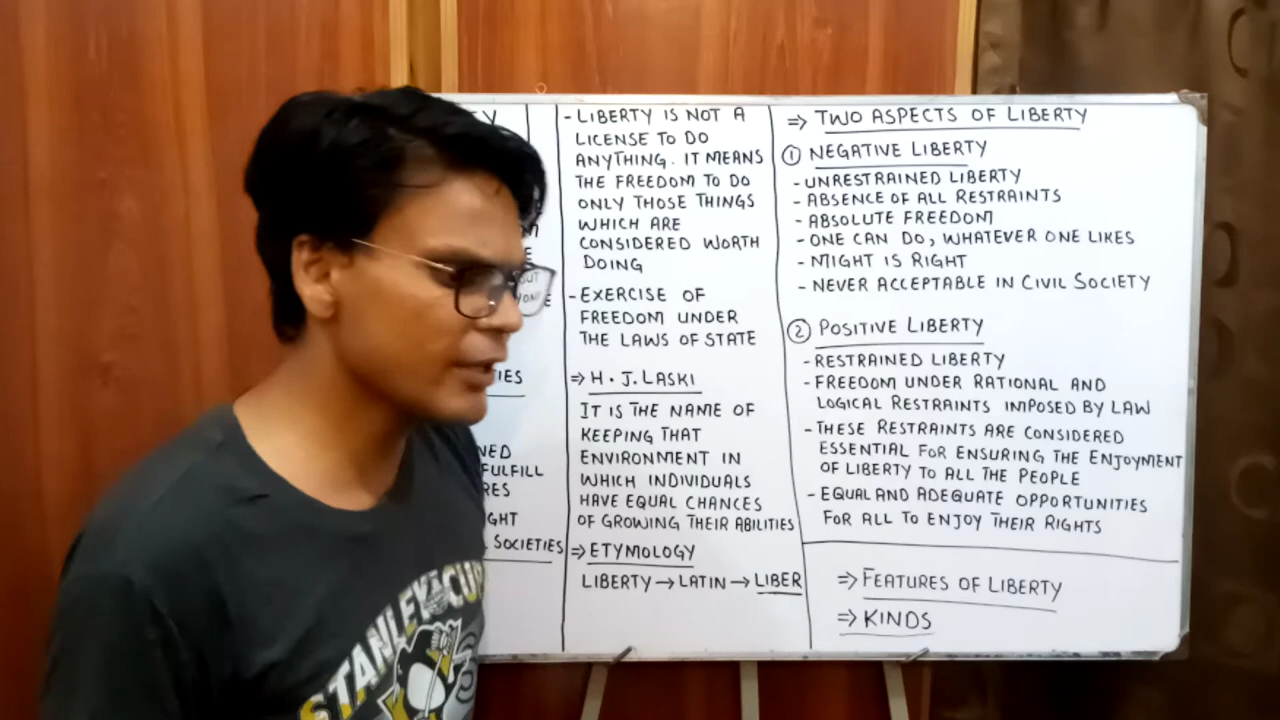 - LIBERTY IS NOT A
LICENSE TO DO
ANYTHING. IT MEANS
THE FREEDOM TO DO
ONLY THOSE THINGS
WHICH ARE
CONSIDERED WORTH
DOING
- EXERCISE OF
FREEDOM UNDER
THE LAWS OF STATE
⇒ H. J. LASKI
IT IS THE NAME OF
KEEPING THAT
ENVIRONMENT IN
WHICH INDIVIDUALS
HAVE EQUAL CHANCES
OF GROWING THEIR ABILITIES
⇒ ETYMOLOGY
LIBERTY → LATIN → LIBER
⇒ TWO ASPECTS OF LIBERTY
① NEGATIVE LIBERTY
- UNRESTRAINED LIBERTY
- ABSENCE OF ALL RESTRAINTS
- ABSOLUTE FREEDOM
- ONE CAN DO, WHATEVER ONE LIKES
- MIGHT IS RIGHT
- NEVER ACCEPTABLE IN CIVIL SOCIETY
② POSITIVE LIBERTY
- RESTRAINED LIBERTY
- FREEDOM UNDER RATIONAL AND
LOGICAL RESTRAINTS IMPOSED BY LAW
- THESE RESTRAINTS ARE CONSIDERED
ESSENTIAL FOR ENSURING THE ENJOYMENT
OF LIBERTY TO ALL THE PEOPLE
- EQUAL AND ADEQUATE OPPORTUNITIES
FOR ALL TO ENJOY THEIR RIGHTS
⇒ FEATURES OF LIBERTY
⇒ KINDS
FULFILL
SOCIETIES
STANLEY CUP